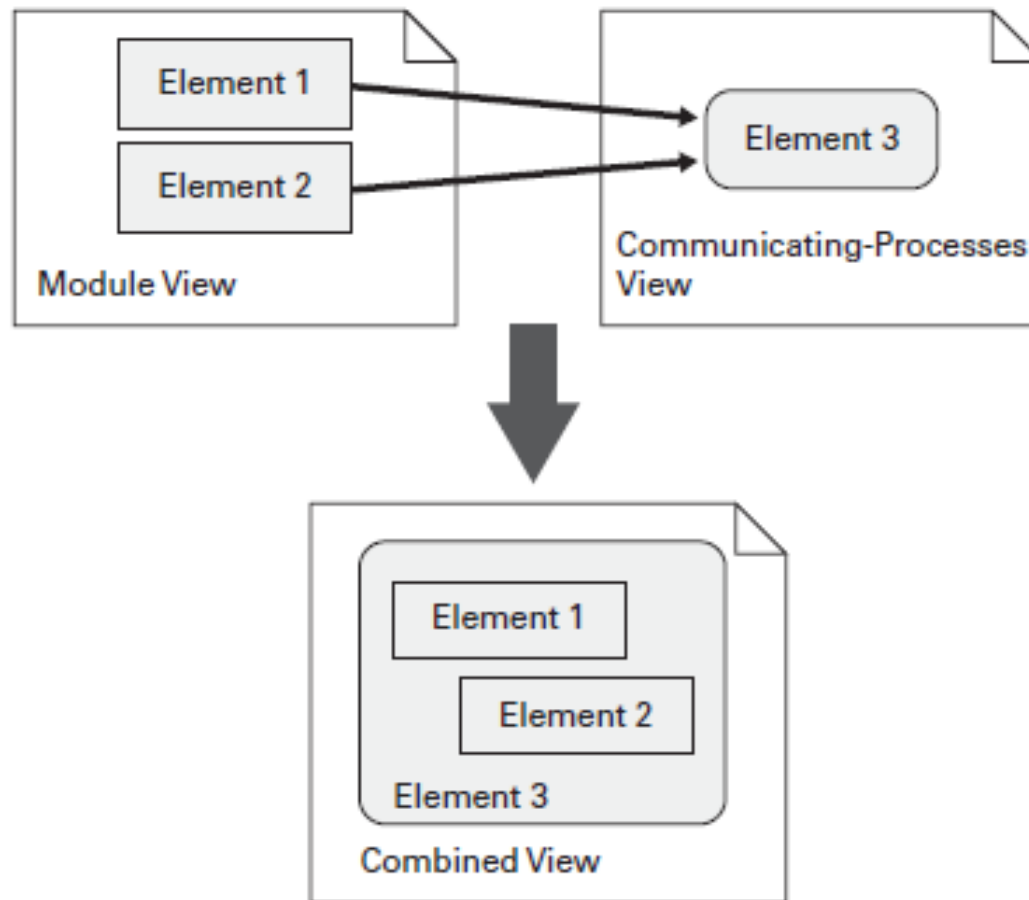 Element 1
Element 2
Module View
Element 3
Communicating-Processes
View
Element 1
Element 2
Element 3
Combined View